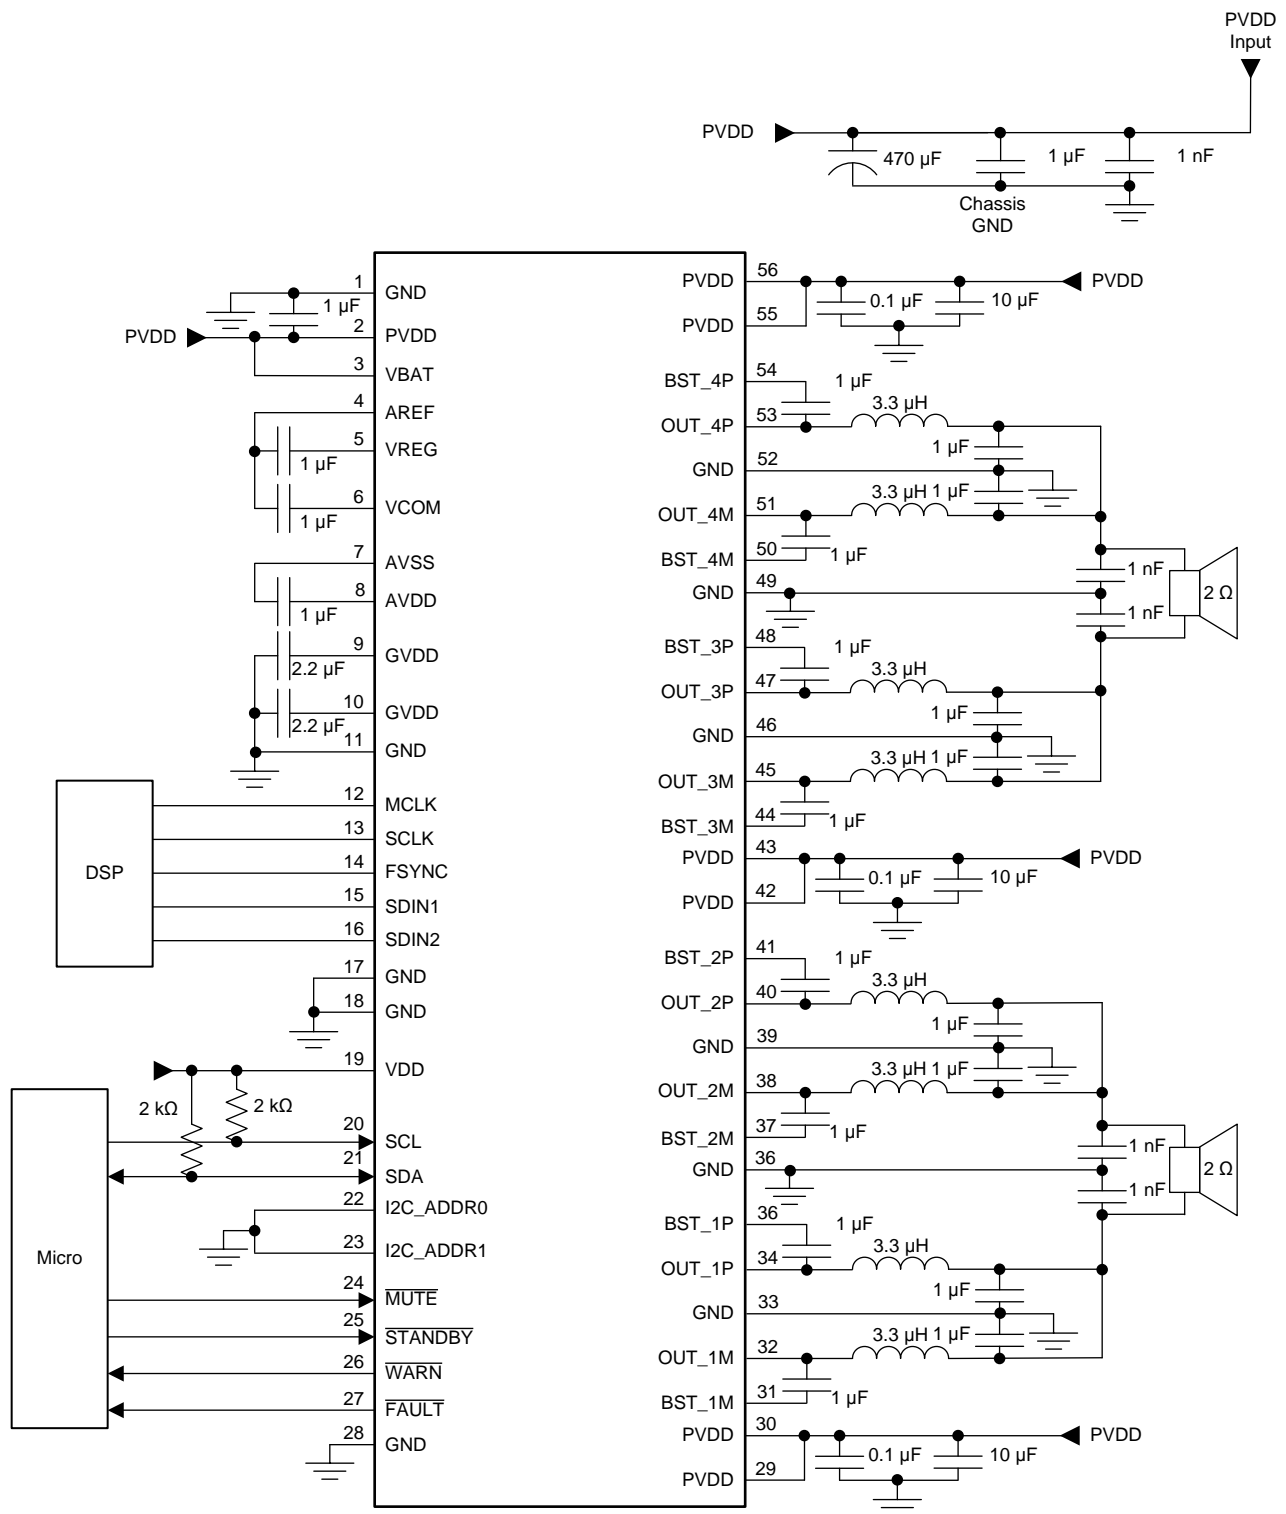 PVDD
Input
PVDD
470 µF
1 µF
1 nF
Chassis
GND
1
GND
1 µF
PVDD
2
PVDD
3
VBAT
4
AREF
5
VREG
1 µF
6
VCOM
1 µF
7
AVSS
8
AVDD
1 µF
9
GVDD
2.2 µF
10
GVDD
2.2 µF
11
GND
DSP
12
MCLK
13
SCLK
14
FSYNC
15
SDIN1
16
SDIN2
17
GND
18
GND
19
VDD
2 kΩ
2 kΩ
Micro
20
SCL
21
SDA
22
I2C_ADDR0
23
I2C_ADDR1
24
MUTE
25
STANDBY
26
WARN
27
FAULT
28
GND
PVDD
56
0.1 µF
10 µF
PVDD
PVDD
55
BST_4P
54
1 µF
OUT_4P
53
3.3 µH
1 µF
GND
52
OUT_4M
51
3.3 µH
1 µF
BST_4M
50
1 µF
GND
49
1 nF
1 nF
2 Ω
BST_3P
48
1 µF
OUT_3P
47
3.3 µH
1 µF
GND
46
OUT_3M
45
3.3 µH
1 µF
BST_3M
44
1 µF
PVDD
43
0.1 µF
10 µF
PVDD
PVDD
42
BST_2P
41
1 µF
OUT_2P
40
3.3 µH
1 µF
GND
39
OUT_2M
38
3.3 µH
1 µF
BST_2M
37
1 µF
GND
36
1 nF
1 nF
2 Ω
BST_1P
36
1 µF
OUT_1P
34
3.3 µH
1 µF
GND
33
OUT_1M
32
3.3 µH
1 µF
BST_1M
31
1 µF
PVDD
30
0.1 µF
10 µF
PVDD
PVDD
29